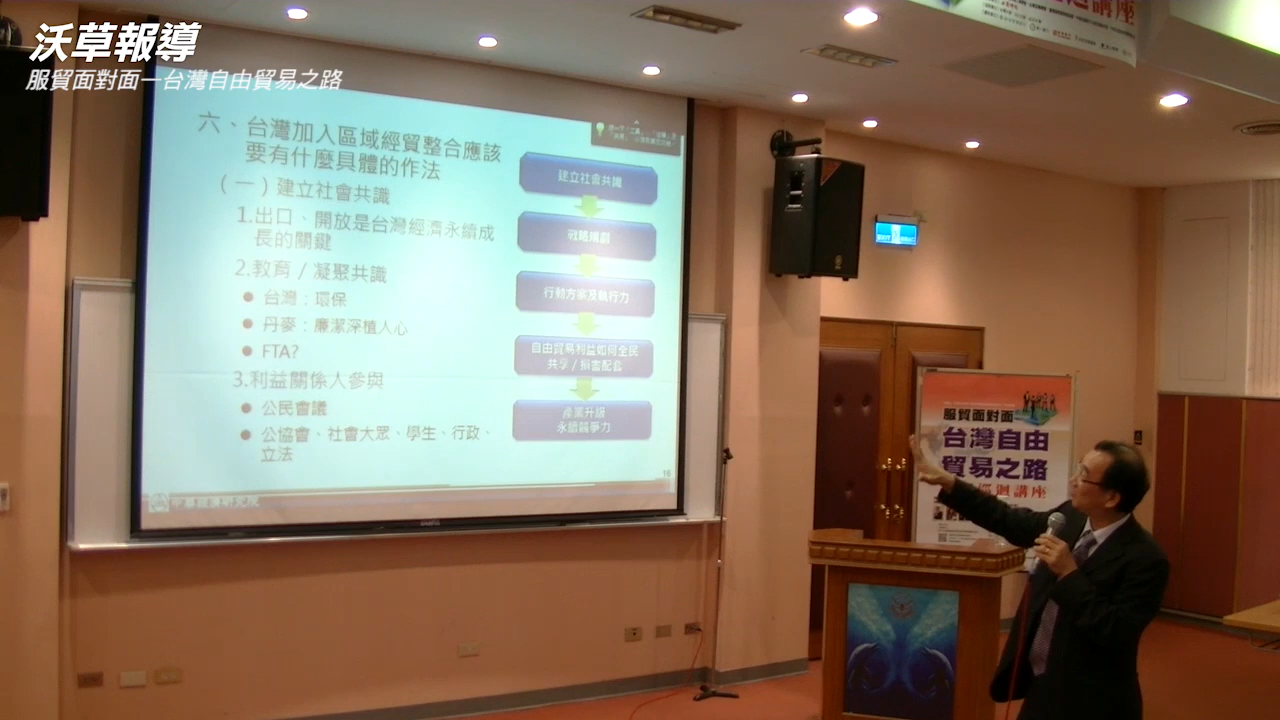 沃草報導
服貿面對面—台灣自由貿易之路
六、台灣加入區域經貿整合應該
要有什麼具體的作法
(一)建立社會共識
1.出口、開放是台灣經濟永續成
長的關鍵
2.教育/凝聚共識
● 台灣:環保
● 丹麥:廉潔深植人心
● FTA?
3.利益關係人參與
● 公民會議
● 公協會、社會大眾、學生、行政、
立法
建立社會共識
戰略規劃
行動方案及執行力
自由貿易利益如何全民
共享/損害配套
產業升級
永續競爭力
16
服貿面對面
台灣自由
貿易之路
巡迴講座
講座